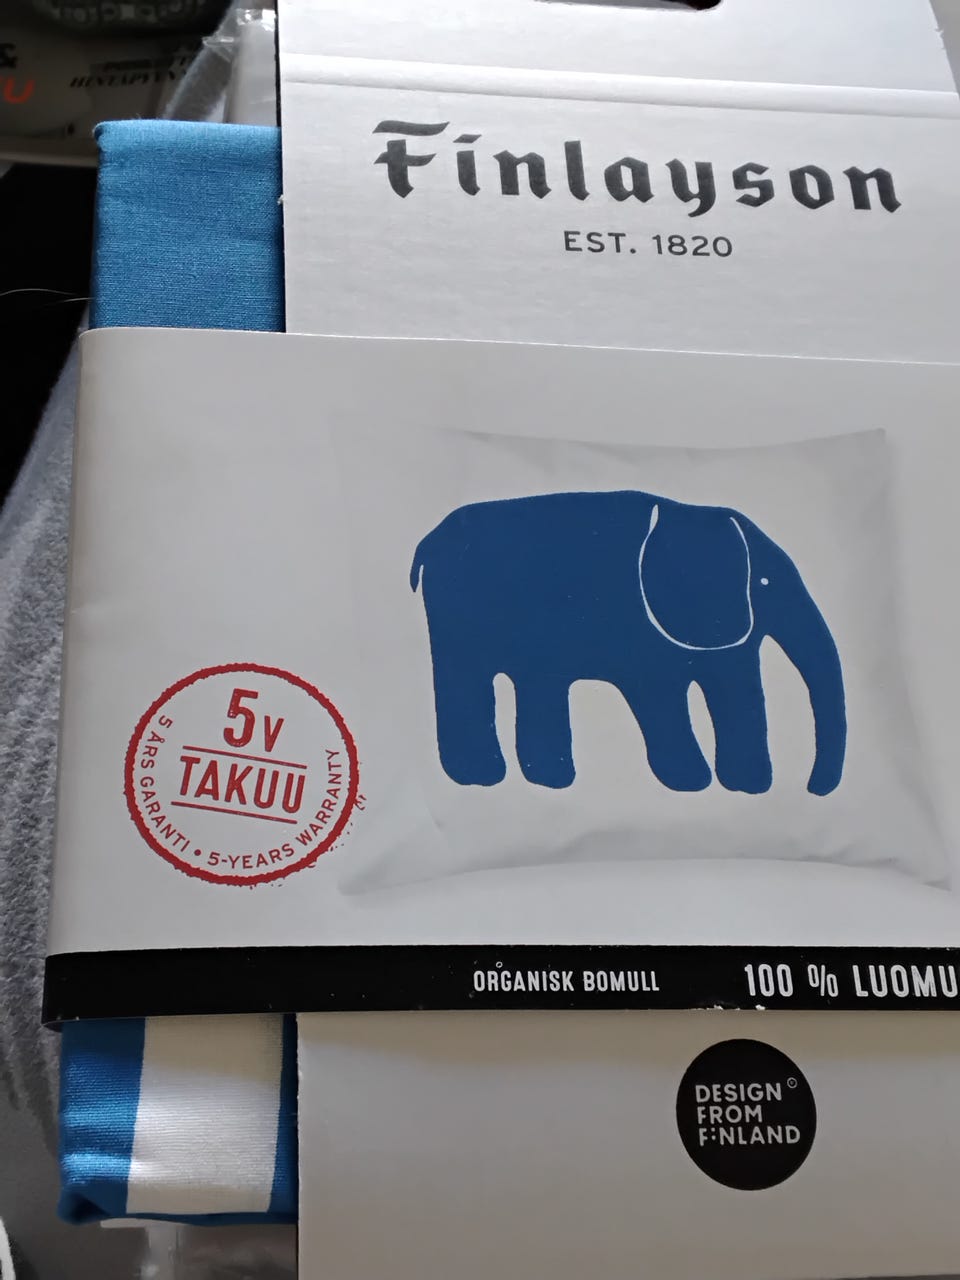 &
U
Finlayson
EST. 1820
5V
TAKUU
5 ÅRS GARANTI • 5-YEARS WARRANTY
ORGANISK BOMULL
100 % LUOMU
DESIGN
FROM
FINLAND